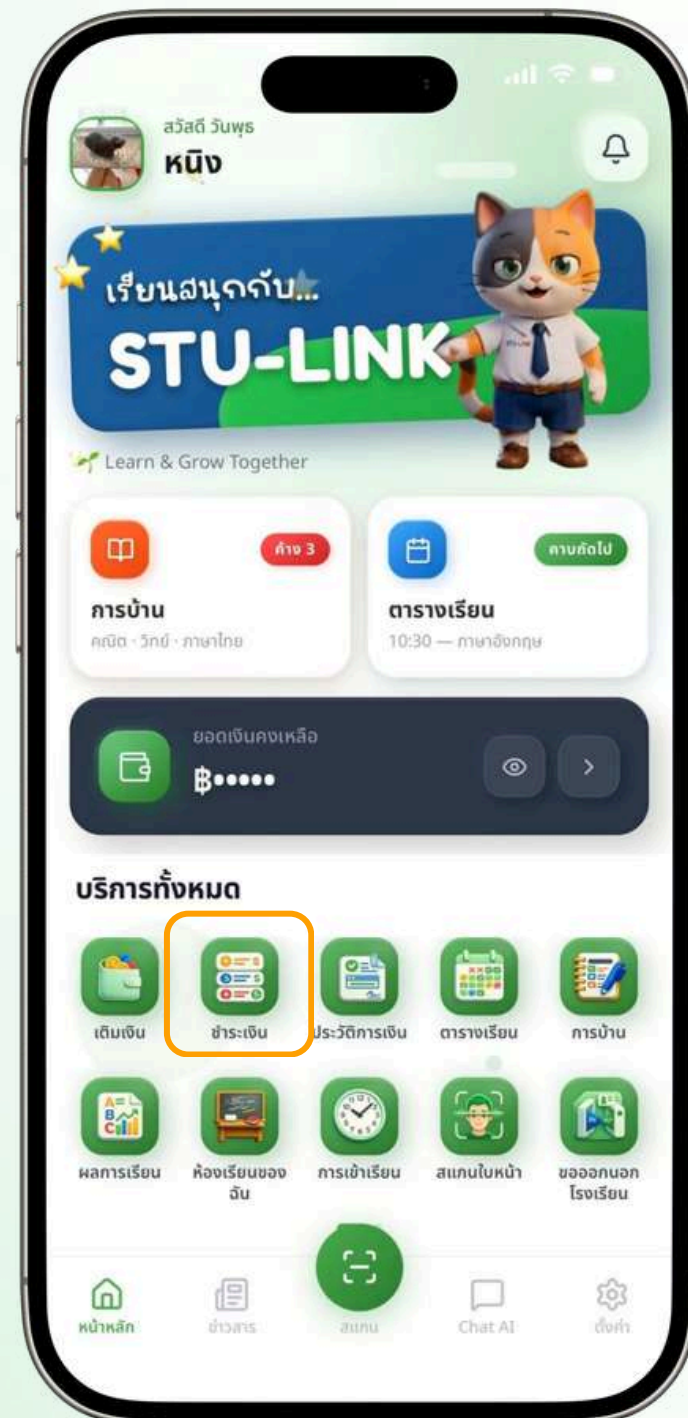 สวัสดี วันพุธ
หนิง
เรียนสนุกกับ...
STU-LINK
Learn & Grow Together
ค้าง 3
คาบถัดไป
การบ้าน
ตารางเรียน
คณิต · วิทย์ · ภาษาไทย
10:30 — ภาษาอังกฤษ
ยอดเงินคงเหลือ
฿•••••
บริการทั้งหมด
เติมเงิน
ชำระเงิน
ประวัติการเงิน
ตารางเรียน
การบ้าน
ผลการเรียน
ห้องเรียนของ
ฉัน
การเข้าเรียน
สแกนใบหน้า
ขอออกนอก
โรงเรียน
หน้าหลัก
ข่าวสาร
สแกน
Chat AI
ตั้งค่า